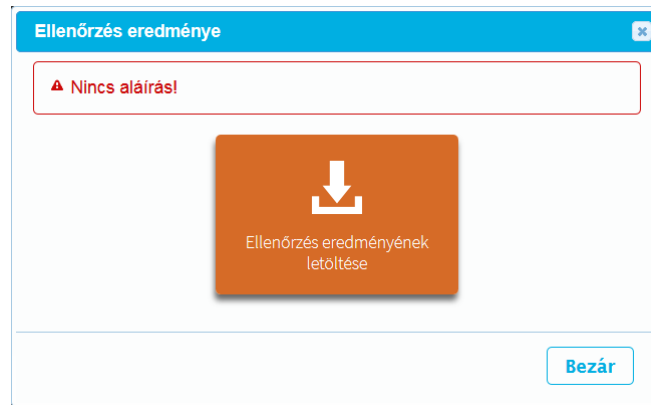 Ellenőrzés eredménye
Nincs aláírás!
Ellenőrzés eredményének
letöltése
Bezár